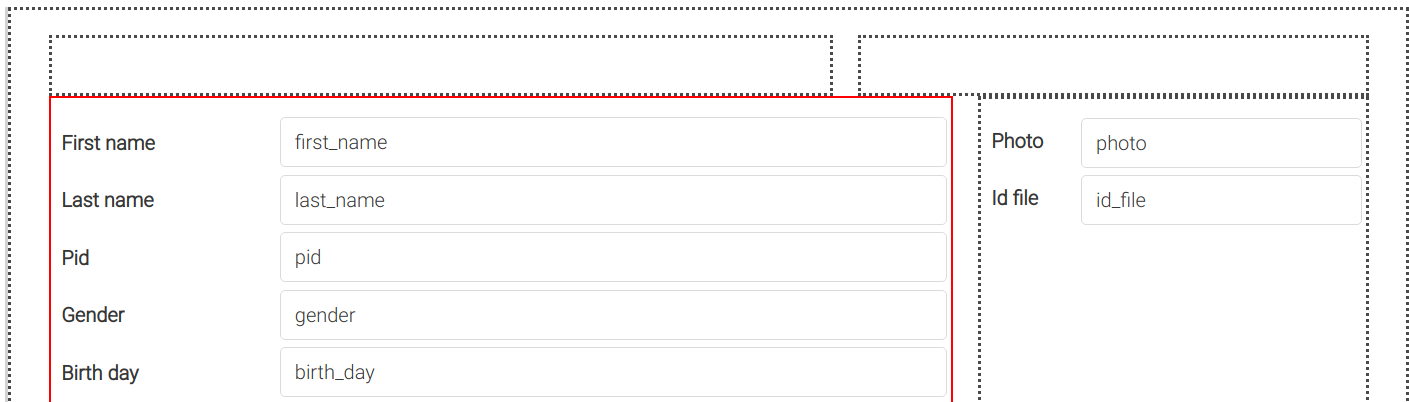 First name first_name
Last name last_name
Pid pid
Gender gender
Birth day birth_day
Photo photo
Id file id_file